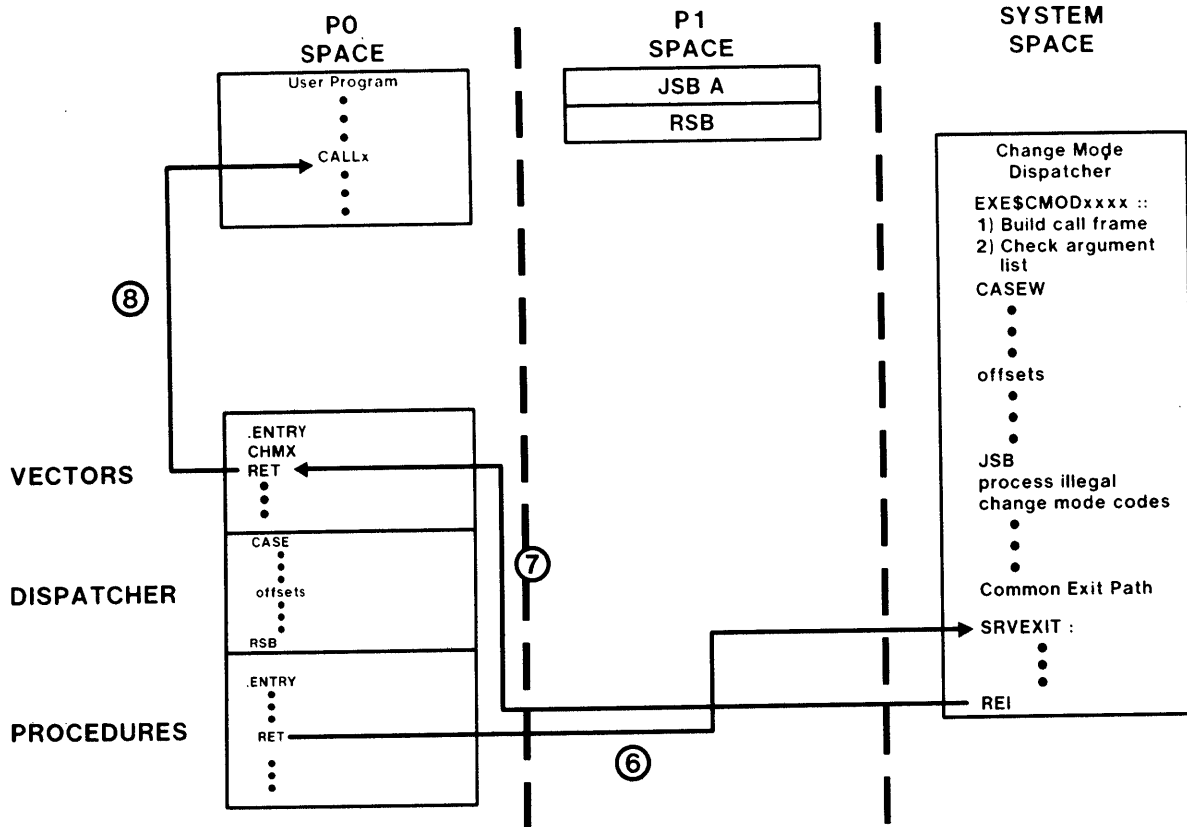 P0
SPACE
User Program
CALLx
8
VECTORS
.ENTRY
CHMX
RET
DISPATCHER
CASE
offsets
RSB
PROCEDURES
.ENTRY
RET
P1
SPACE
JSB A
RSB
7
6
SYSTEM
SPACE
Change Mode
Dispatcher
EXE$CMODxxxx ::
1) Build call frame
2) Check argument
list
CASEW
offsets
JSB
process illegal
change mode codes
Common Exit Path
SRVEXIT :
REI